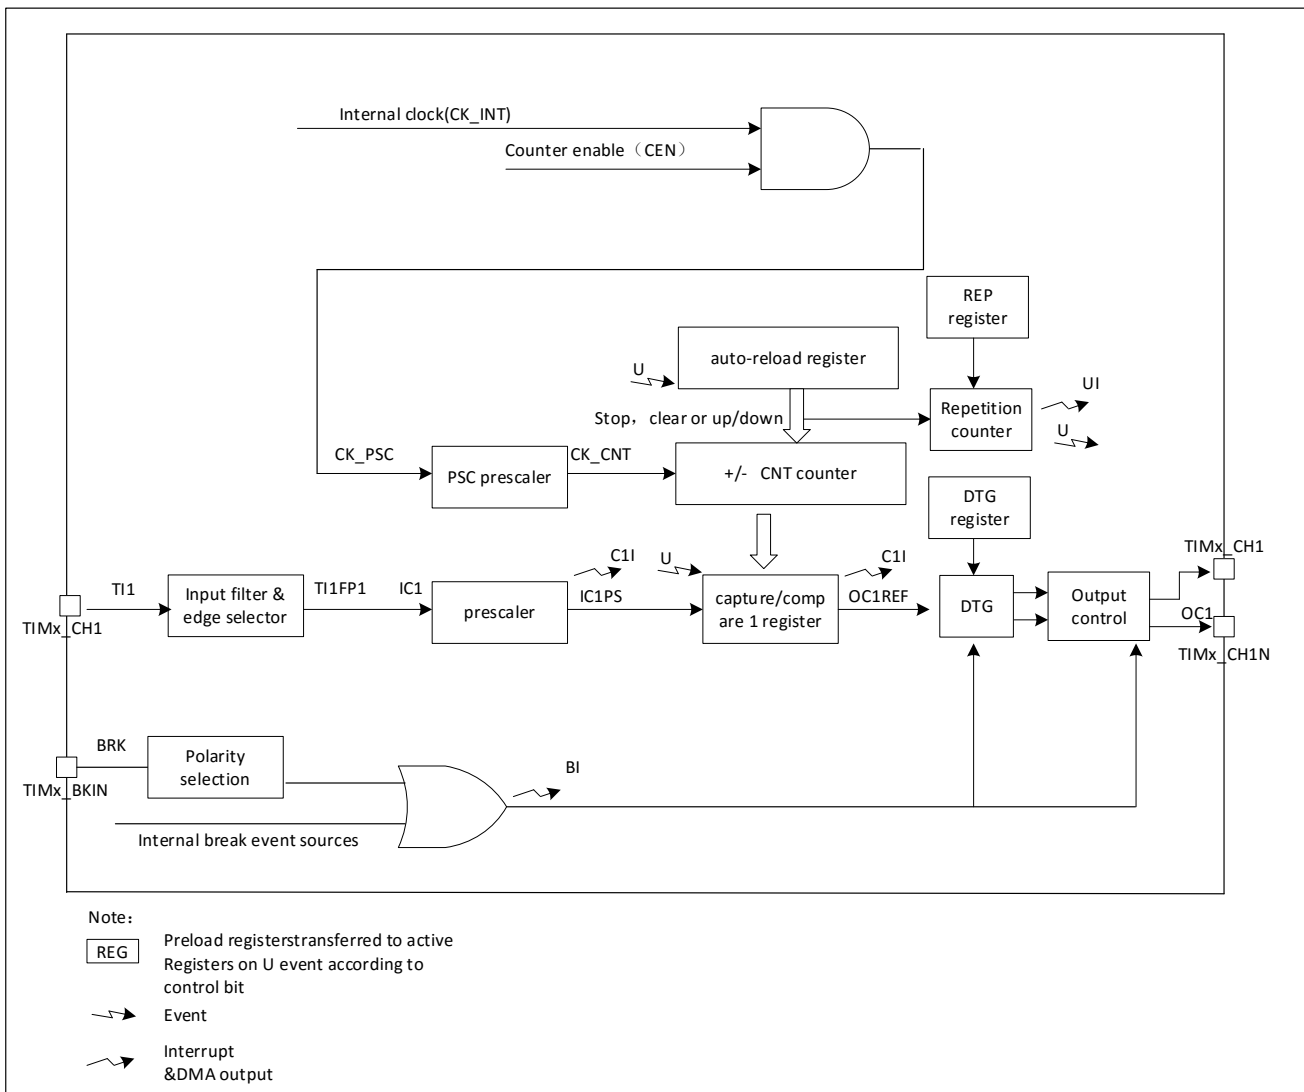 Internal clock(CK_INT)
Counter enable（CEN）
REP
register
auto-reload register
U
UI
Repetition
counter
Stop，clear or up/down
U
CK_PSC
CK_CNT
PSC prescaler
+/- CNT counter
DTG
register
TIMx_CH1
C1I
U
C1I
TI1
Input filter &
edge selector
TI1FP1
IC1
prescaler
IC1PS
capture/comp
are 1 register
OC1REF
DTG
Output
control
OC1
TIMx_CH1
TIMx_CH1N
BRK
Polarity
selection
BI
TIMx_BKIN
Internal break event sources
Note：
REG
Preload registerstransferred to active
Registers on U event according to
control bit
Event
Interrupt
&DMA output